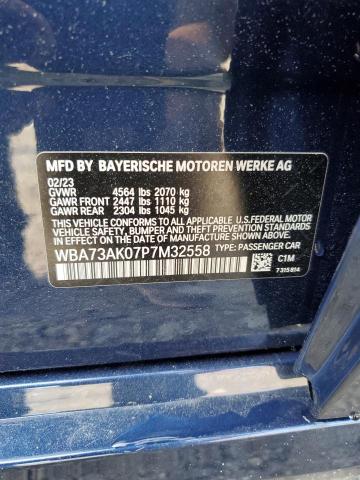 MFD BY BAYERISCHE MOTOREN WERKE AG
02/23
GVWR 4564 lbs 2070 kg
GAWR FRONT 2447 lbs 1110 kg
GAWR REAR 2304 lbs 1045 kg
THIS VEHICLE CONFORMS TO ALL APPLICABLE U.S.FEDERAL MOTOR
VEHICLE SAFETY, BUMPER, AND THEFT PREVENTION STANDARDS IN
EFFECT ON THE DATE OF MANUFACTURE SHOWN ABOVE.
WBA73AK07P7M32558 TYPE: PASSENGER CAR
C1M
7 315 814